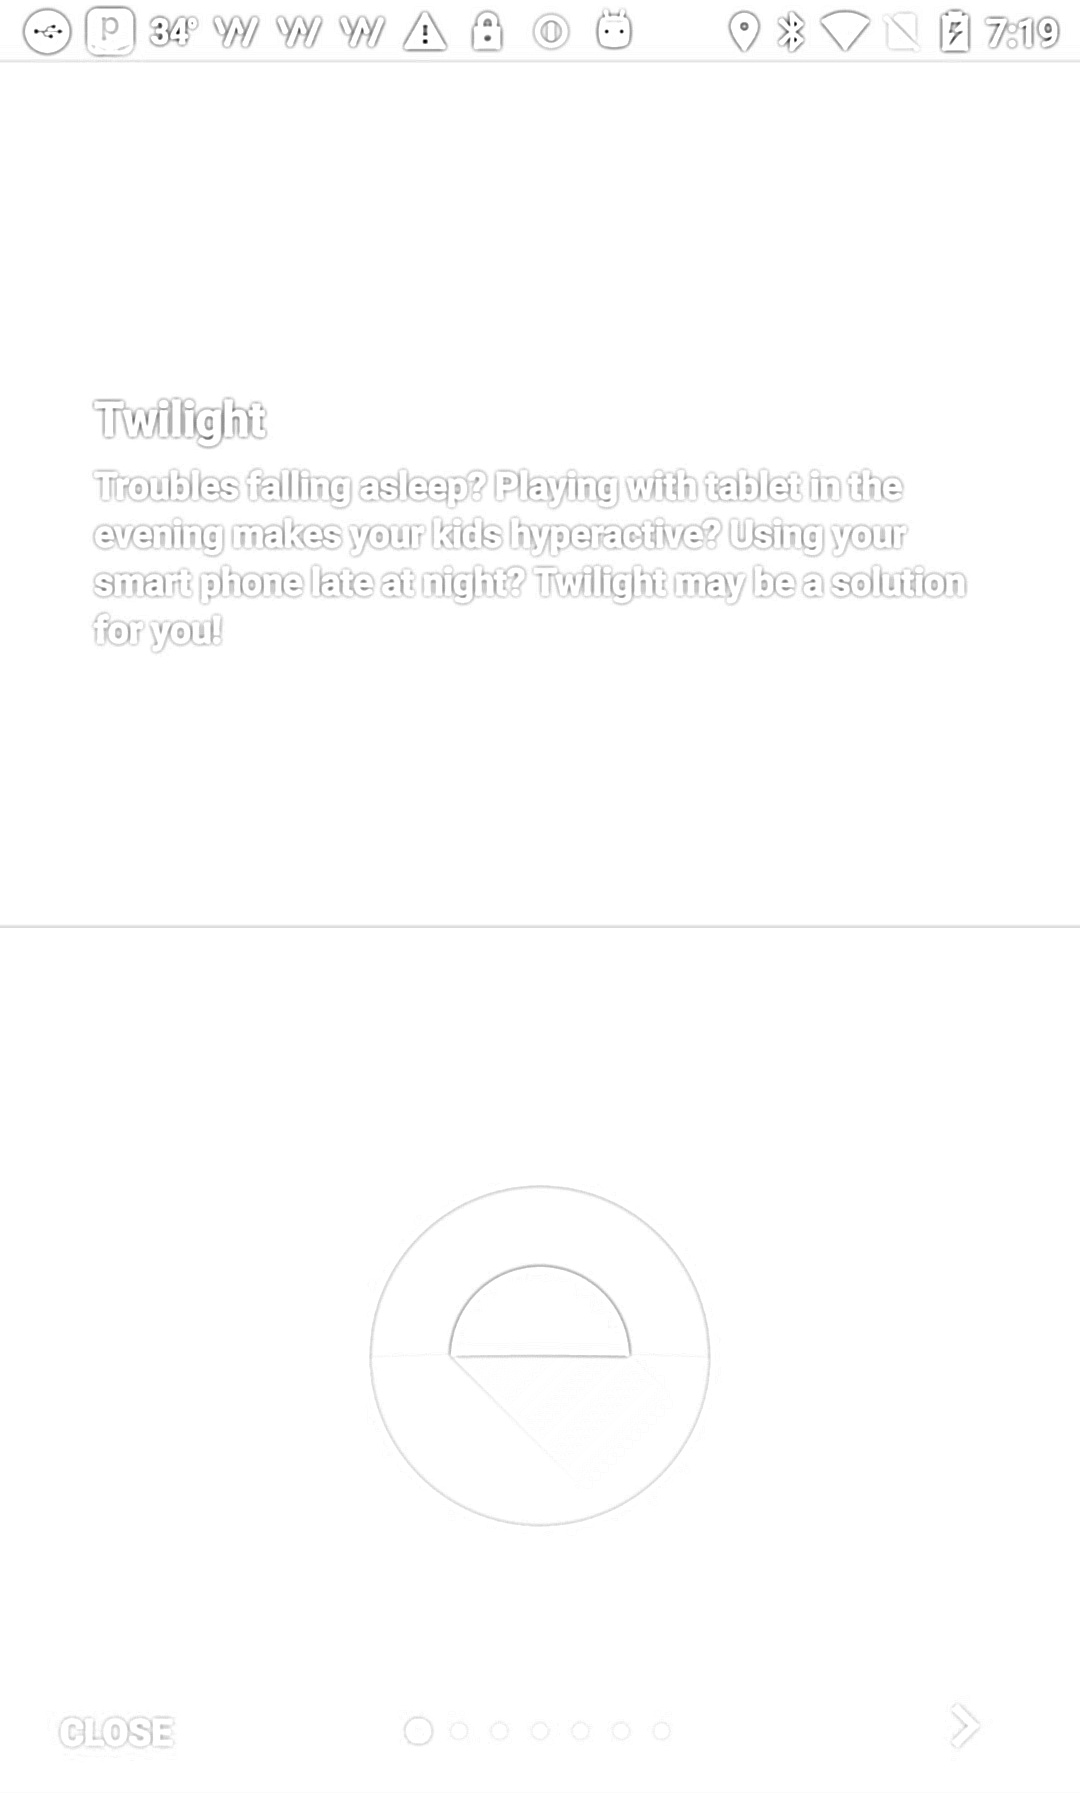 34° 7:19
Twilight
Troubles falling asleep? Playing with tablet in the
evening makes your kids hyperactive? Using your
smart phone late at night? Twilight may be a solution
for you!
CLOSE